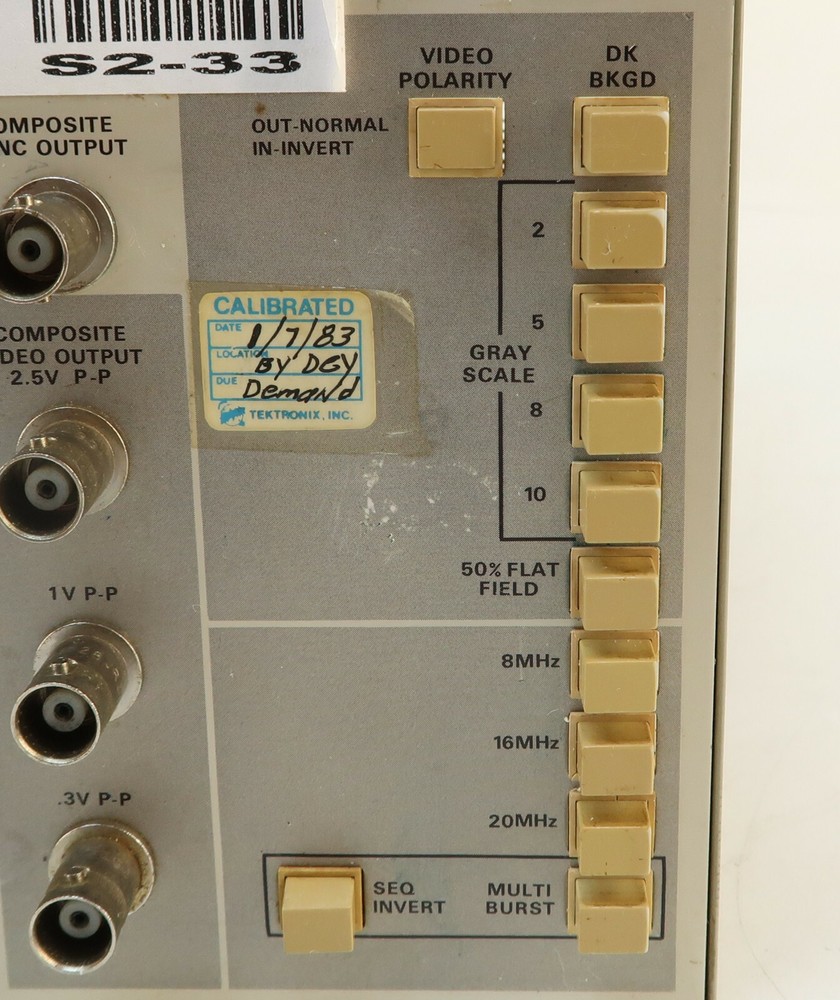 S2-33
OMPOSITE
NC OUTPUT
VIDEO
POLARITY
DK
BKGD
OUT-NORMAL
IN-INVERT
2
5
GRAY
SCALE
8
10
CALIBRATED
DATE 1/7/83
LOCATION BY DGY
DUE Demand
TEKTRONIX, INC.
COMPOSITE
DEO OUTPUT
2.5V P-P
50% FLAT
FIELD
1V P-P
8MHz
16MHz
20MHz
.3V P-P
SEQ
INVERT
MULTI
BURST